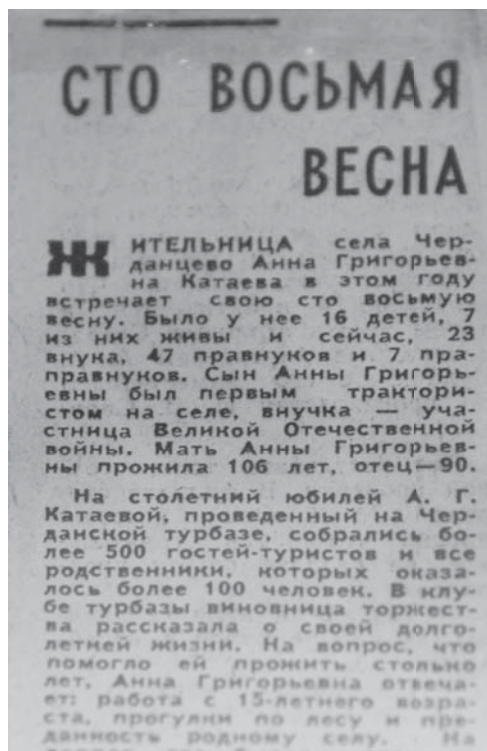 СТО ВОСЬМАЯ
ВЕСНА
ЖИТЕЛЬНИЦА села Чер-
данцево Анна Григорьев-
на Катаева в этом году
встречает свою сто восьмую
весну. Было у нее 16 детей, 7
из них живы и сейчас, 23
внука, 47 правнуков и 7 пра-
правнуков. Сын Анны Григорь-
евны был первым трактори-
стом на селе, внучка — уча-
стница Великой Отечественной
войны. Мать Анны Григорьев-
ны прожила 106 лет, отец—90.
На столетний юбилей А. Г.
Катаевой, проведенный на Чер-
данской турбазе, собрались бо-
лее 500 гостей-туристов и все
родственники, которых оказа-
лось более 100 человек. В клу-
бе турбазы виновница торжест-
ва рассказала о своей долго-
летней жизни. На вопрос, что
помогло ей прожить столько
лет, Анна Григорьевна отвеча-
ет: работа с 15-летнего возра-
ста, прогулки по лесу и пре-
данность родному селу. На